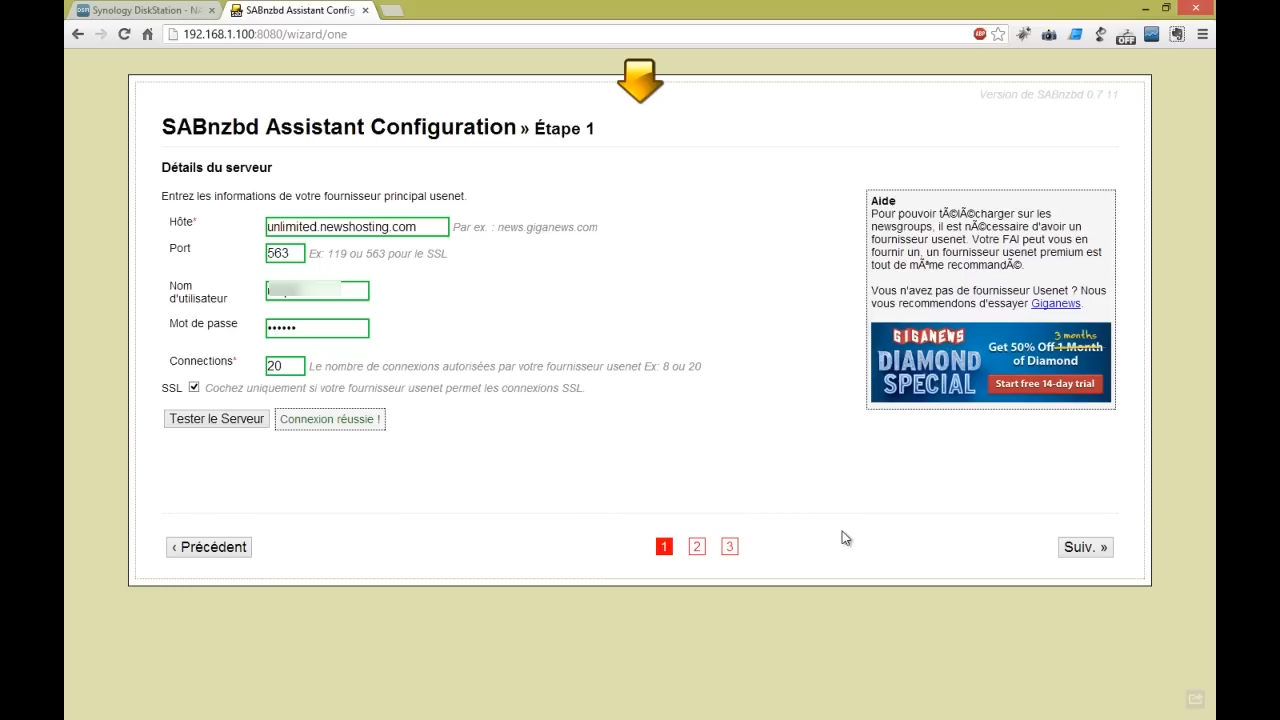 Synology DiskStation - NA
SABnzbd Assistant Config
192.168.1.100:8080/wizard/one
ABP
OFF
Version de SABnzbd 0.7.11
SABnzbd Assistant Configuration » Étape 1
Détails du serveur
Entrez les informations de votre fournisseur principal usenet.
Hôte* unlimited.newshosting.com Par ex. : news.giganews.com
Port 563 Ex: 119 ou 563 pour le SSL
Nom
d'utilisateur
Mot de passe ••••••
Connections* 20 Le nombre de connexions autorisées par votre fournisseur usenet Ex: 8 ou 20
SSL Cochez uniquement si votre fournisseur usenet permet les connexions SSL.
Tester le Serveur Connexion réussie !
Aide
Pour pouvoir tÃ©lÃ©charger sur les
newsgroups, il est nÃ©cessaire d'avoir un
fournisseur usenet. Votre FAI peut vous en
fournir un, un fournisseur usenet premium est
tout de mÃªme recommandÃ©.
Vous n'avez pas de fournisseur Usenet ? Nous
vous recommendons d'essayer Giganews.
GIGANEWS
DIAMOND
SPECIAL
3 months
Get 50% Off 1 Month
of Diamond
Start free 14-day trial
‹ Précédent
1 2 3
Suiv. »